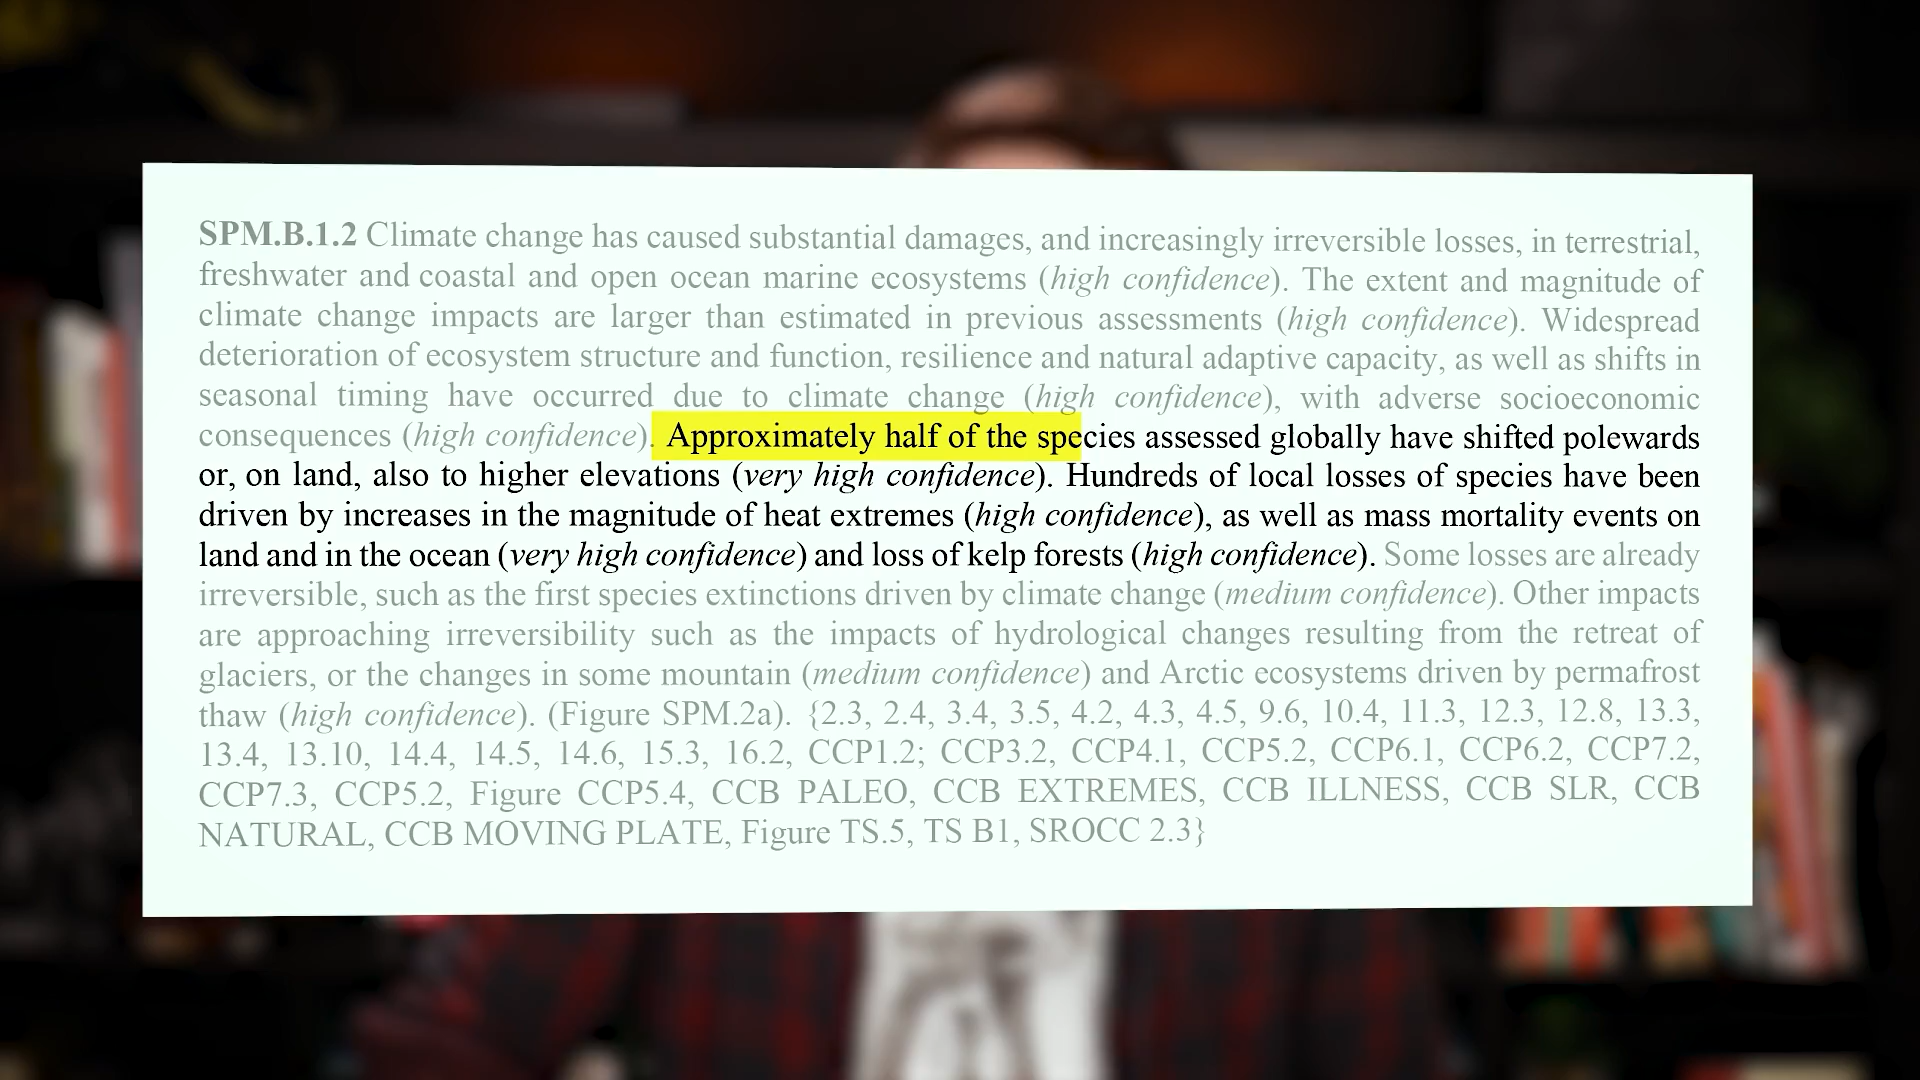 SPM.B.1.2 Climate change has caused substantial damages, and increasingly irreversible losses, in terrestrial,
freshwater and coastal and open ocean marine ecosystems (high confidence). The extent and magnitude of
climate change impacts are larger than estimated in previous assessments (high confidence). Widespread
deterioration of ecosystem structure and function, resilience and natural adaptive capacity, as well as shifts in
seasonal timing have occurred due to climate change (high confidence), with adverse socioeconomic
consequences (high confidence). Approximately half of the species assessed globally have shifted polewards
or, on land, also to higher elevations (very high confidence). Hundreds of local losses of species have been
driven by increases in the magnitude of heat extremes (high confidence), as well as mass mortality events on
land and in the ocean (very high confidence) and loss of kelp forests (high confidence). Some losses are already
irreversible, such as the first species extinctions driven by climate change (medium confidence). Other impacts
are approaching irreversibility such as the impacts of hydrological changes resulting from the retreat of
glaciers, or the changes in some mountain (medium confidence) and Arctic ecosystems driven by permafrost
thaw (high confidence). (Figure SPM.2a). {2.3, 2.4, 3.4, 3.5, 4.2, 4.3, 4.5, 9.6, 10.4, 11.3, 12.3, 12.8, 13.3,
13.4, 13.10, 14.4, 14.5, 14.6, 15.3, 16.2, CCP1.2; CCP3.2, CCP4.1, CCP5.2, CCP6.1, CCP6.2, CCP7.2,
CCP7.3, CCP5.2, Figure CCP5.4, CCB PALEO, CCB EXTREMES, CCB ILLNESS, CCB SLR, CCB
NATURAL, CCB MOVING PLATE, Figure TS.5, TS B1, SROCC 2.3}